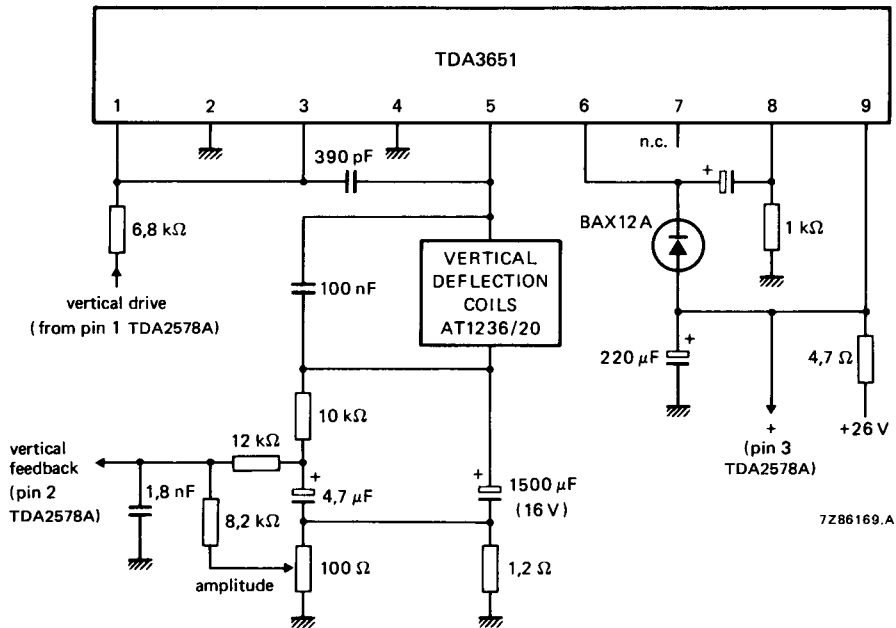 TDA3651
1 2 3 4 5 6 7 8 9
n.c.
390 pF
+
6,8 kΩ
BAX12A
1 kΩ
VERTICAL
DEFLECTION
COILS
AT1236/20
100 nF
vertical drive
(from pin 1 TDA2578A)
+
220 μF
4,7 Ω
10 kΩ
+
(pin 3
TDA2578A)
+26 V
12 kΩ
vertical
feedback
(pin 2
TDA2578A)
+
4,7 μF
+
1500 μF
(16 V)
1,8 nF
8,2 kΩ
7Z86169.A
amplitude
100 Ω
1,2 Ω